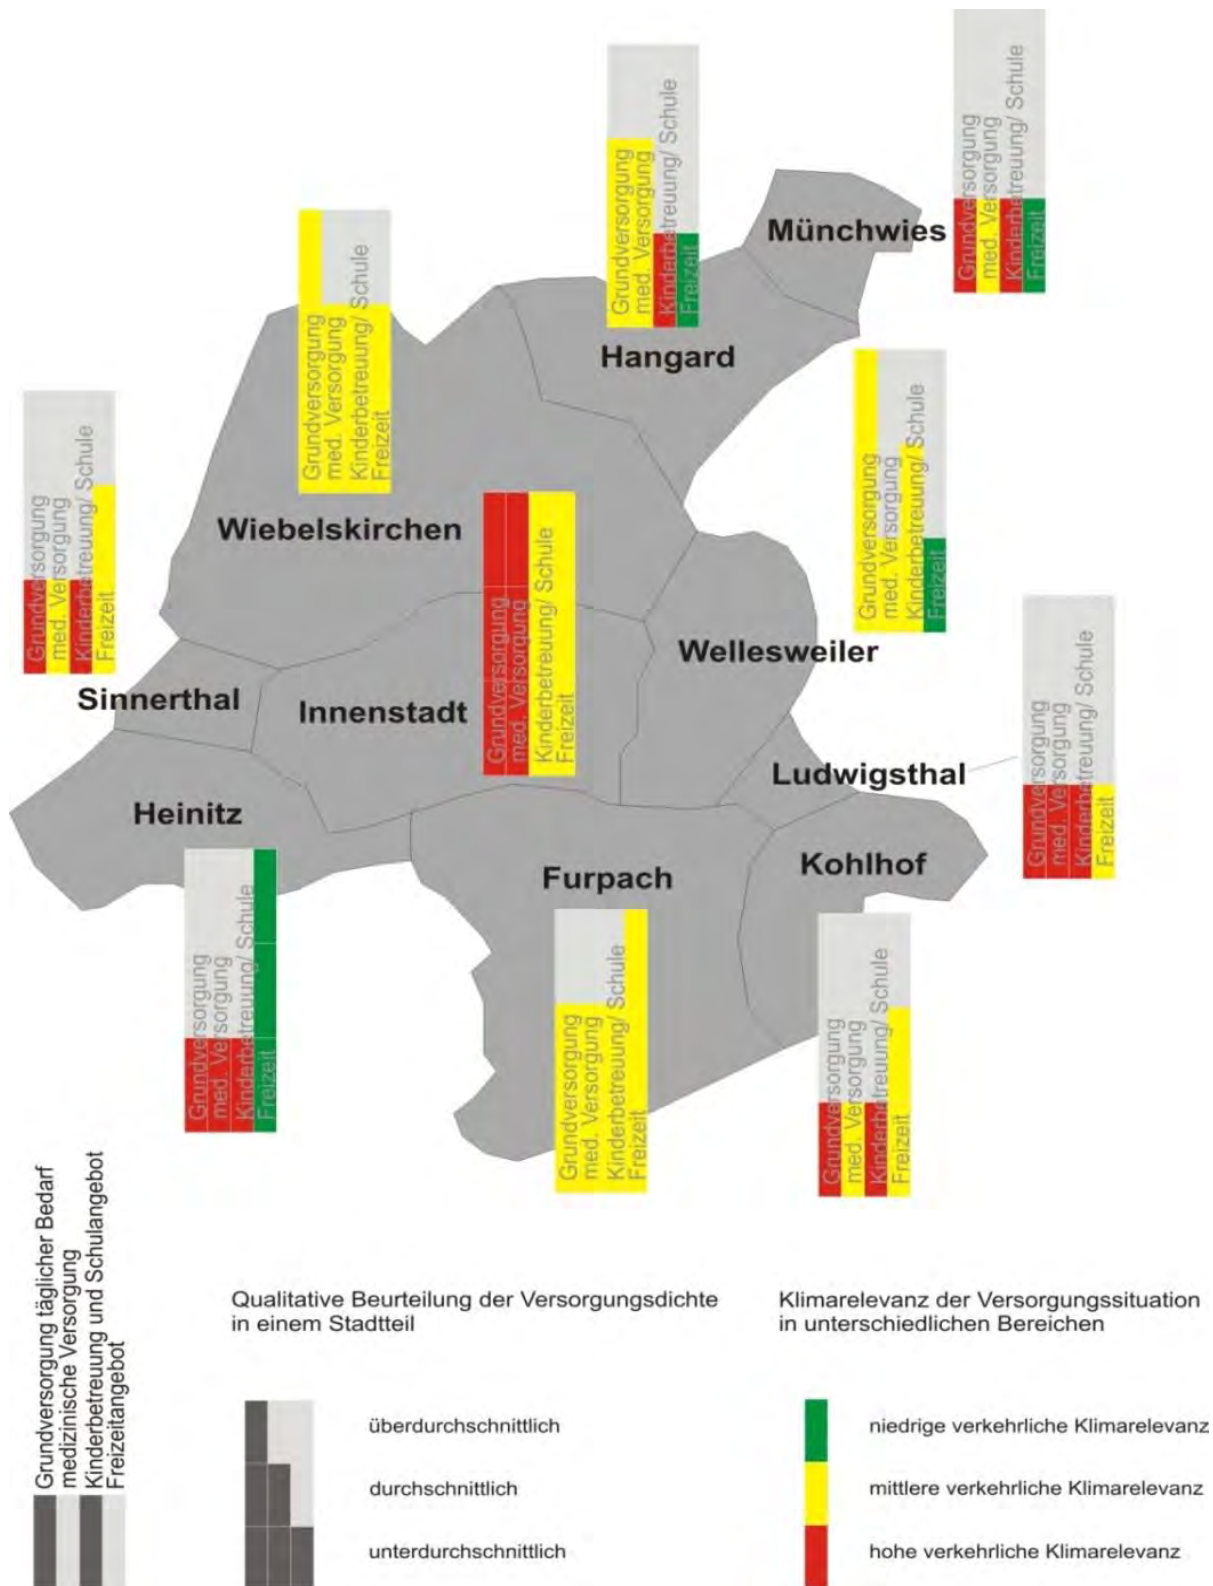 Grundversorgung
med. Versorgung
Kinderbetreuung/ Schule
Freizeit
Münchwies
Grundversorgung
med. Versorgung
Kinderbetreuung/ Schule
Freizeit
Hangard
Grundversorgung
med. Versorgung
Kinderbetreuung/ Schule
Freizeit
Wiebelskirchen
Grundversorgung
med. Versorgung
Kinderbetreuung/ Schule
Freizeit
Wellesweiler
Grundversorgung
med. Versorgung
Kinderbetreuung/ Schule
Freizeit
Sinnerthal
Grundversorgung
med. Versorgung
Kinderbetreuung/ Schule
Freizeit
Innenstadt
Grundversorgung
med. Versorgung
Kinderbetreuung/ Schule
Freizeit
Ludwigsthal
Heinitz
Grundversorgung
med. Versorgung
Kinderbetreuung/ Schule
Freizeit
Furpach
Grundversorgung
med. Versorgung
Kinderbetreuung/ Schule
Freizeit
Kohlhof
Grundversorgung
med. Versorgung
Kinderbetreuung/ Schule
Freizeit
Grundversorgung täglicher Bedarf
medizinische Versorgung
Kinderbetreuung und Schulangebot
Freizeitangebot
Qualitative Beurteilung der Versorgungsdichte
in einem Stadtteil
überdurchschnittlich
durchschnittlich
unterdurchschnittlich
Klimarelevanz der Versorgungssituation
in unterschiedlichen Bereichen
niedrige verkehrliche Klimarelevanz
mittlere verkehrliche Klimarelevanz
hohe verkehrliche Klimarelevanz